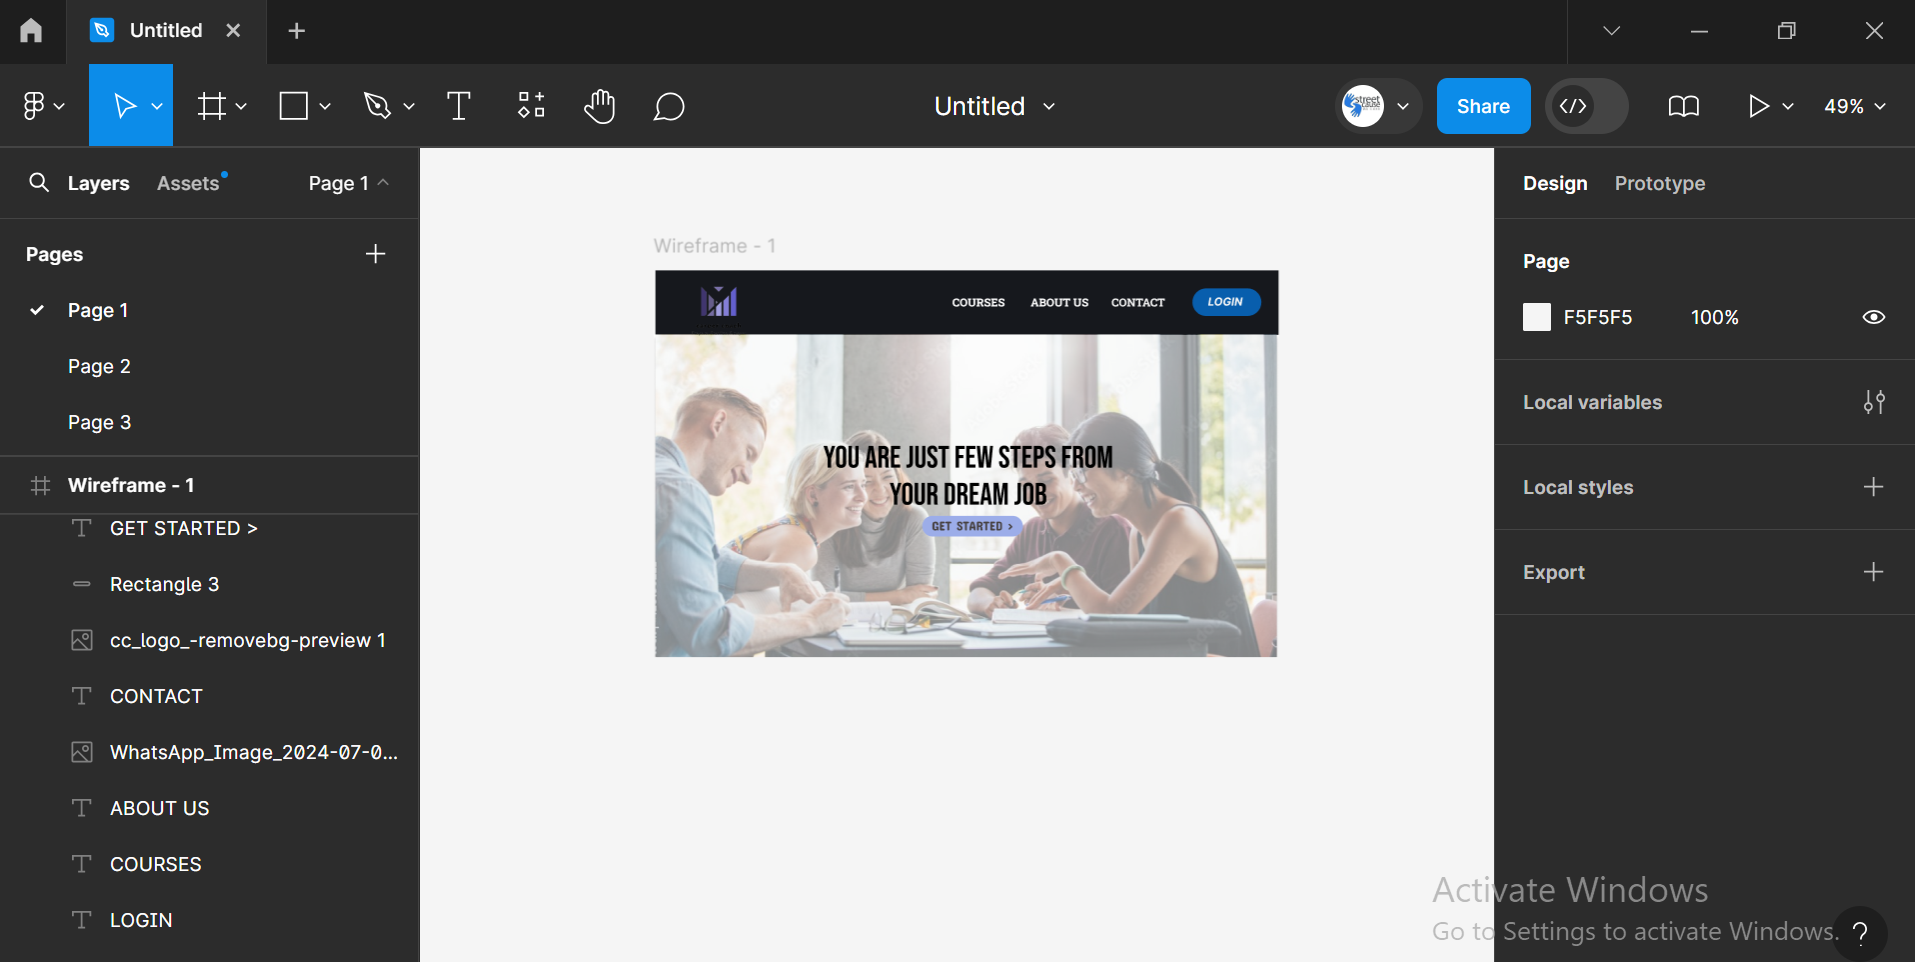 Untitled
Untitled
Share
49%
Layers
Assets
Page 1
Design
Prototype
Pages
Page 1
Page 2
Page 3
Wireframe - 1
GET STARTED >
Rectangle 3
cc_logo_-removebg-preview 1
CONTACT
WhatsApp_Image_2024-07-0...
ABOUT US
COURSES
LOGIN
Wireframe - 1
COURSES
ABOUT US
CONTACT
LOGIN
YOU ARE JUST FEW STEPS FROM
YOUR DREAM JOB
GET STARTED >
Page
F5F5F5
100%
Local variables
Local styles
Export
Activate Windows
Go to Settings to activate Windows.
?